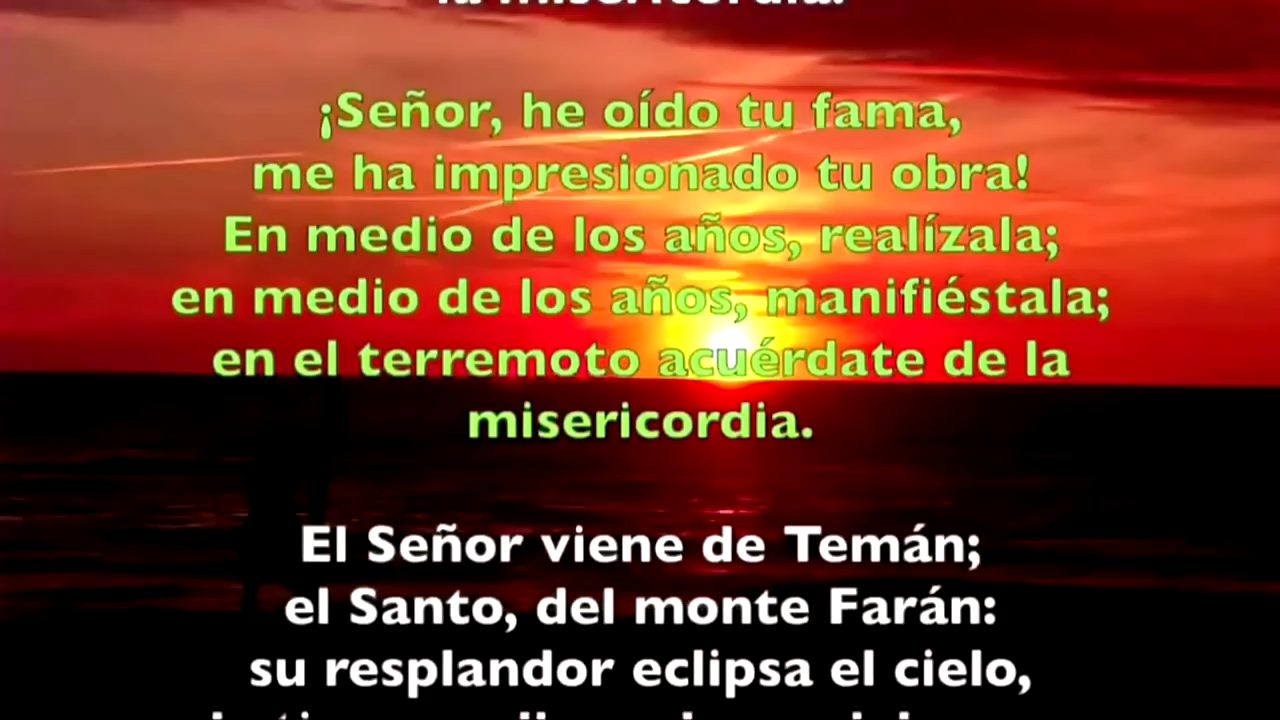 la misericordia.
¡Señor, he oído tu fama,
me ha impresionado tu obra!
En medio de los años, realízala;
en medio de los años, manifiéstala;
en el terremoto acuérdate de la
misericordia.
El Señor viene de Temán;
el Santo, del monte Farán:
su resplandor eclipsa el cielo,